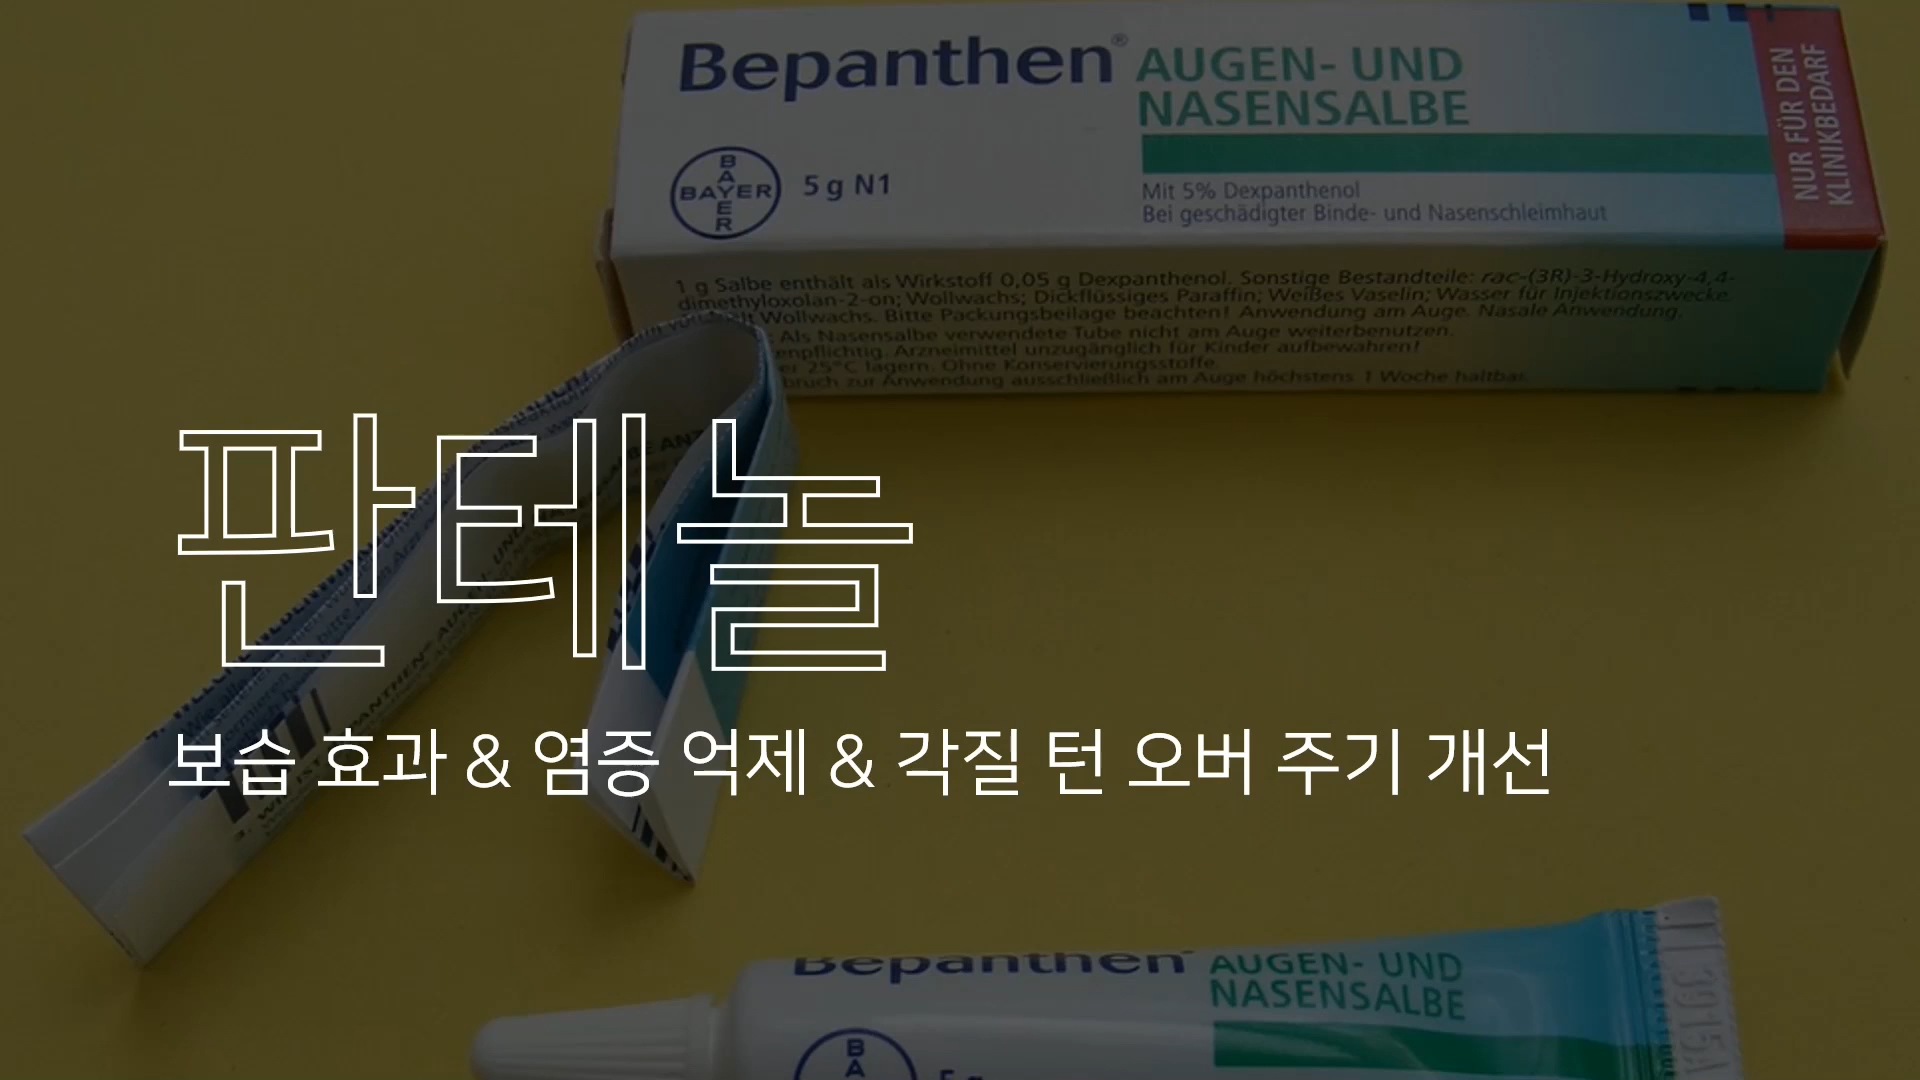 Bepanthen® AUGEN- UND
NASENSALBE
NUR FÜR DEN
KLINIKBEDARF
BAYER
BAYER
5 g N1
Mit 5% Dexpanthenol
Bei geschädigter Binde- und Nasenschleimhaut
1 g Salbe enthält als Wirkstoff 0,05 g Dexpanthenol. Sonstige Bestandteile: rac-(3R)-3-Hydroxy-4,4-
dimethyloxolan-2-on; Wollwachs; Dickflüssiges Paraffin; Weißes Vaselin; Wasser für Injektionszwecke.
Wollwachs. Bitte Packungsbeilage beachten! Anwendung am Auge. Nasale Anwendung.
Als Nasensalbe verwendete Tube nicht am Auge weiterbenutzen.
Arzneimittel unzugänglich für Kinder aufbewahren!
25°C lagern. Ohne Konservierungsstoffe.
zur Anwendung ausschließlich am Auge höchstens 1 Woche haltbar.
판테놀
보습 효과 & 염증 억제 & 각질 턴 오버 주기 개선
Bepanthen® AUGEN- UND
NASENSALBE